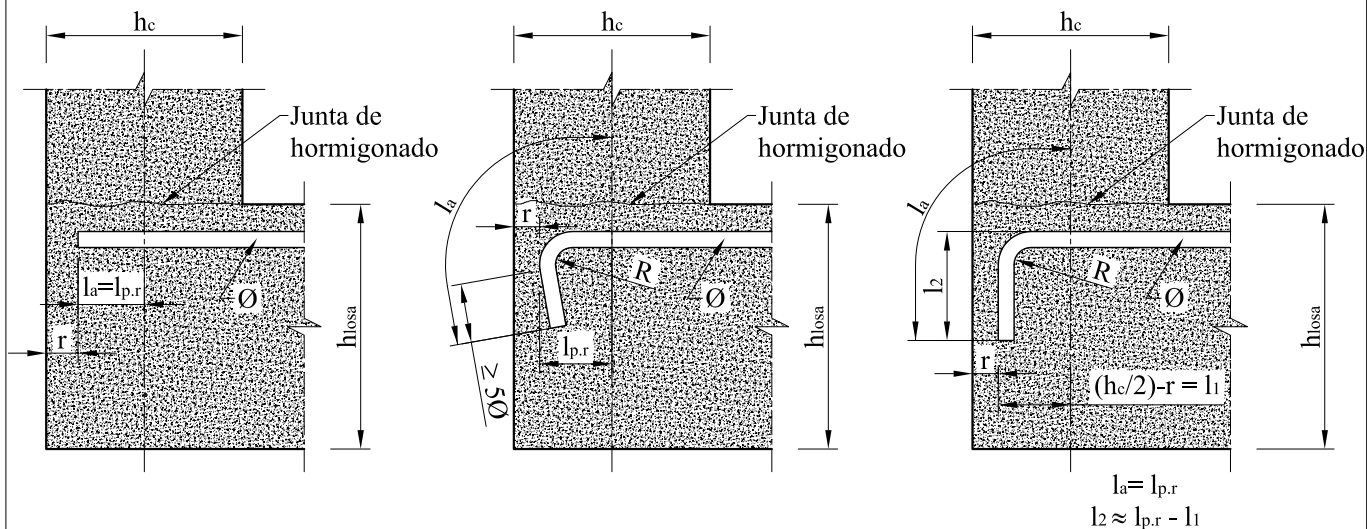 hc
Junta de
hormigonado
la=lp.r
Ø
r
hlosa
hc
Junta de
hormigonado
la
r
R
Ø
lp.r
≥ 5Ø
hlosa
hc
Junta de
hormigonado
la
l2
R
Ø
r
(hc/2)-r = l1
hlosa
la= lp.r
l2 ≈ lp.r - l1